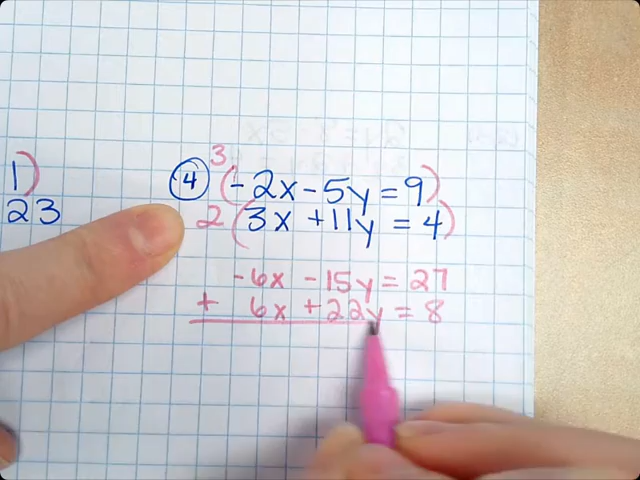 1)
23
4 3(-2x - 5y = 9)
2(3x + 11y = 4)
-6x - 15y = 27
+ 6x + 22y = 8